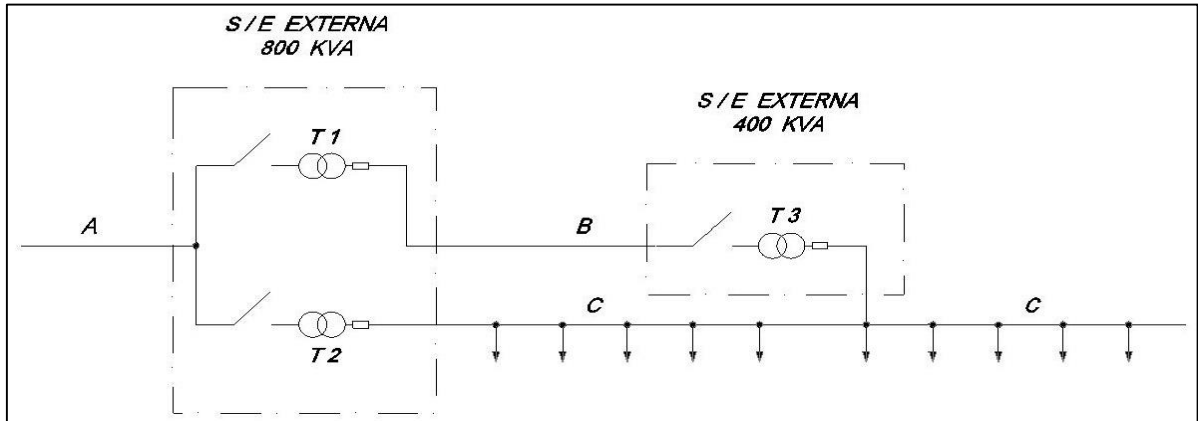 S / E EXTERNA
800 KVA
S / E EXTERNA
400 KVA
T 1
A
B
T 3
C
C
T 2